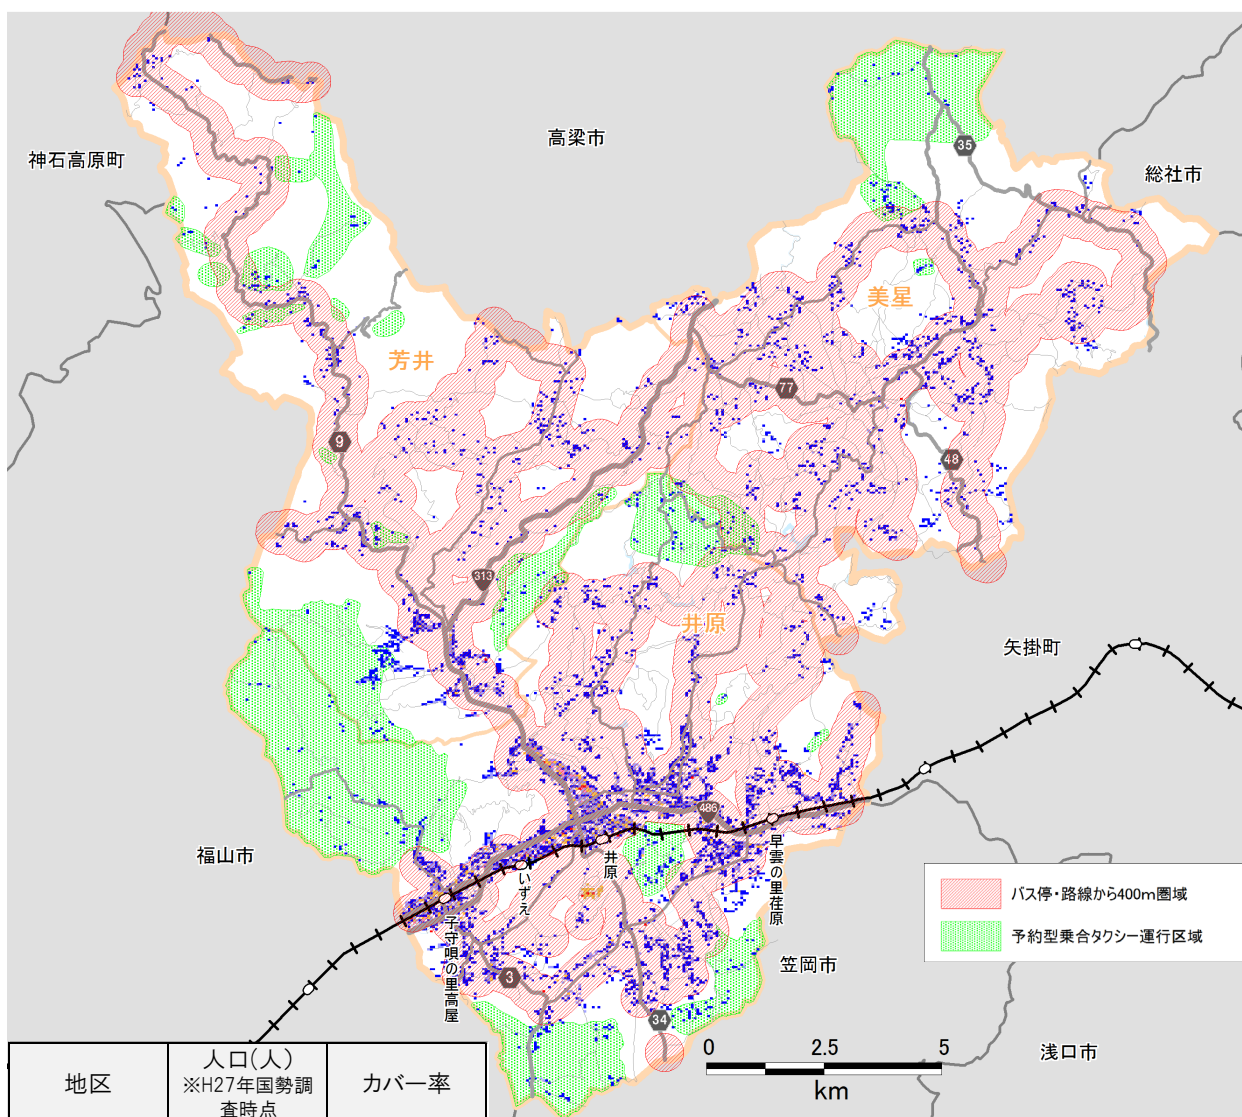 高梁市
神石高原町
総社市
35
美星
芳井
77
9
48
313
井原
矢掛町
486
福山市
井原
いずえ
早雲の里荏原
子守唄の里高屋
バス停・路線から400m圏域
予約型乗合タクシー運行区域
笠岡市
3
34
浅口市
0 2.5 5
km
地区
人口(人)
※H27年国勢調
査時点
カバー率